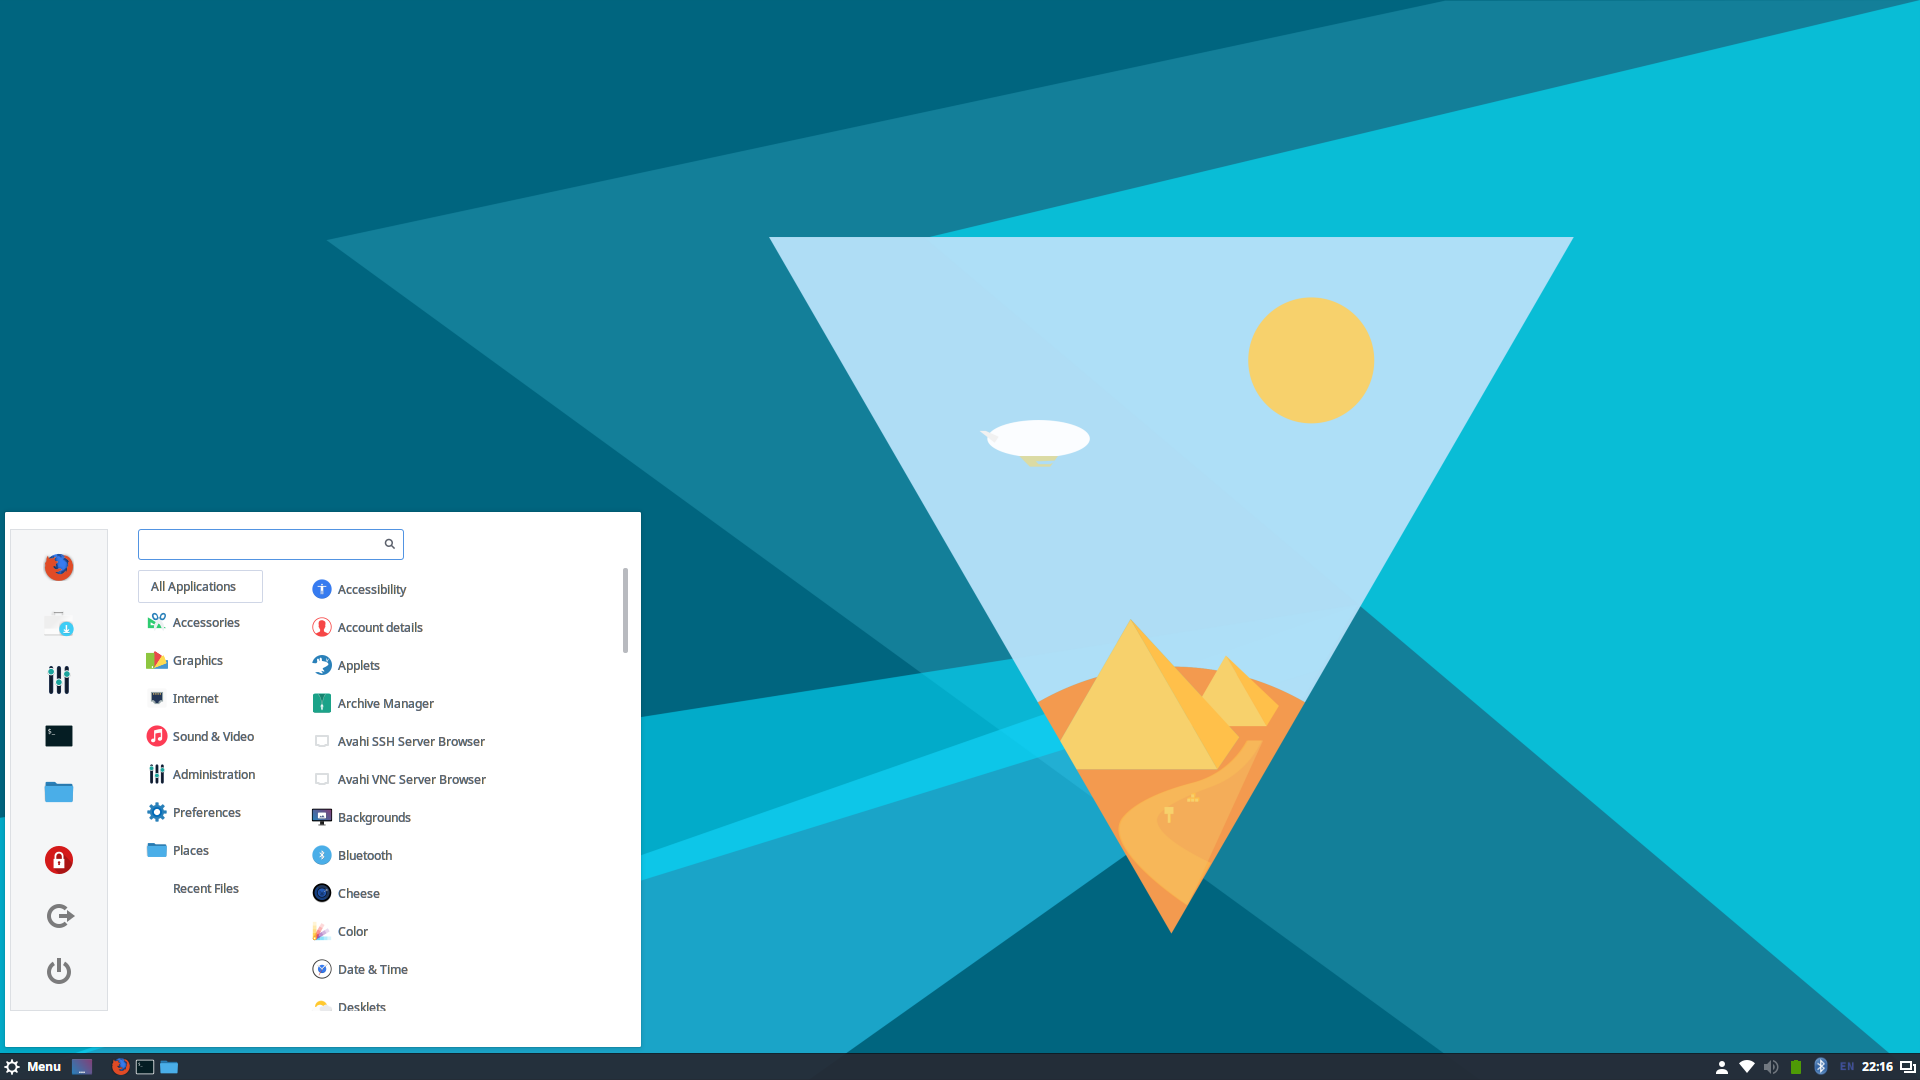 All Applications
Accessories
Graphics
Internet
Sound & Video
Administration
Preferences
Places
Recent Files
Accessibility
Account details
Applets
Archive Manager
Avahi SSH Server Browser
Avahi VNC Server Browser
Backgrounds
Bluetooth
Cheese
Color
Date & Time
Desklets
Menu
EN
22:16